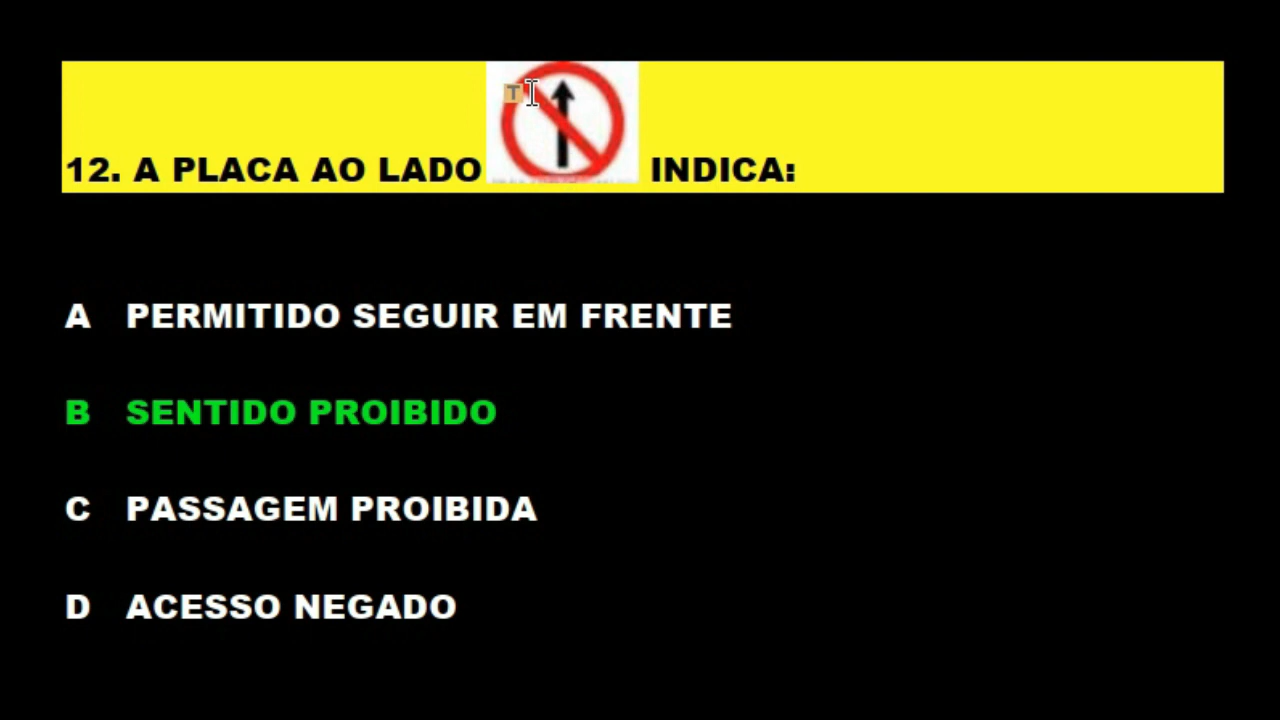 12. A PLACA AO LADO INDICA:
A PERMITIDO SEGUIR EM FRENTE
B SENTIDO PROIBIDO
C PASSAGEM PROIBIDA
D ACESSO NEGADO